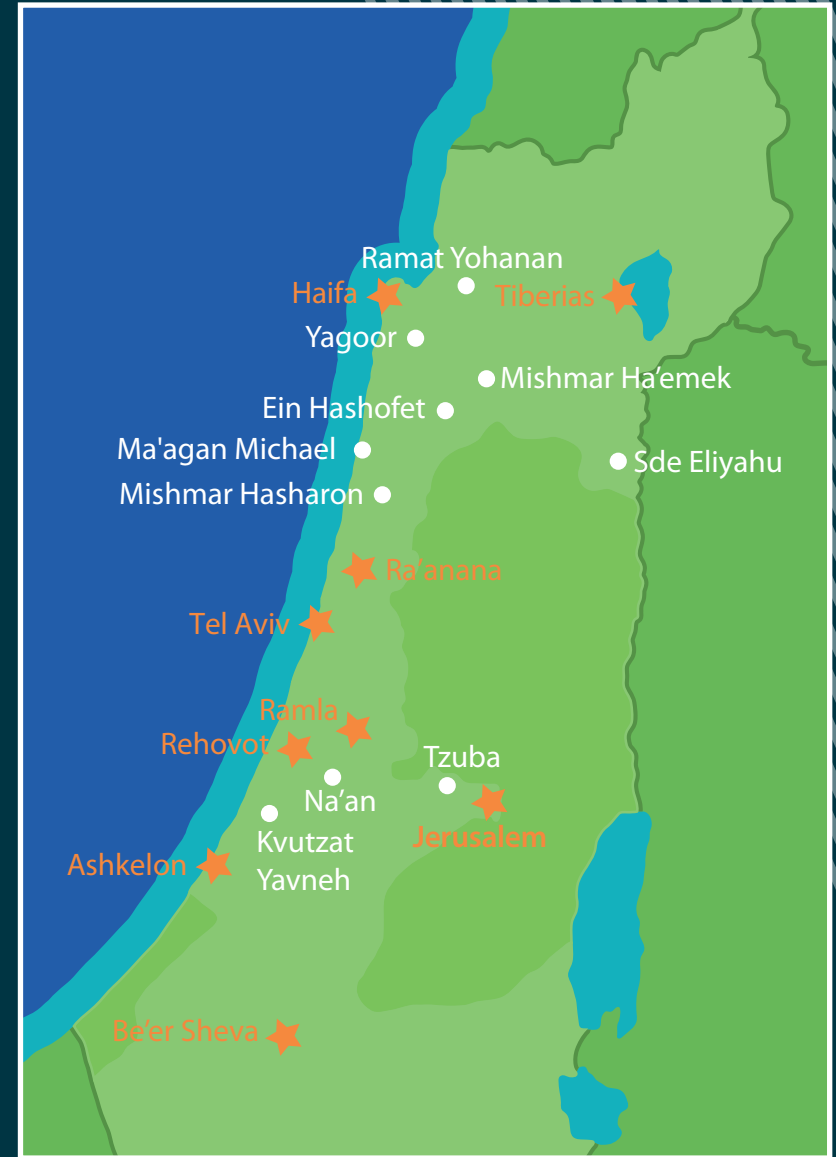 Ramat Yohanan
Haifa
Tiberias
Yagoor
Mishmar Ha’emek
Ein Hashofet
Ma'agan Michael
Sde Eliyahu
Mishmar Hasharon
Ra’anana
Tel Aviv
Ramla
Rehovot
Tzuba
Na’an
Jerusalem
Kvutzat
Yavneh
Ashkelon
Be’er Sheva